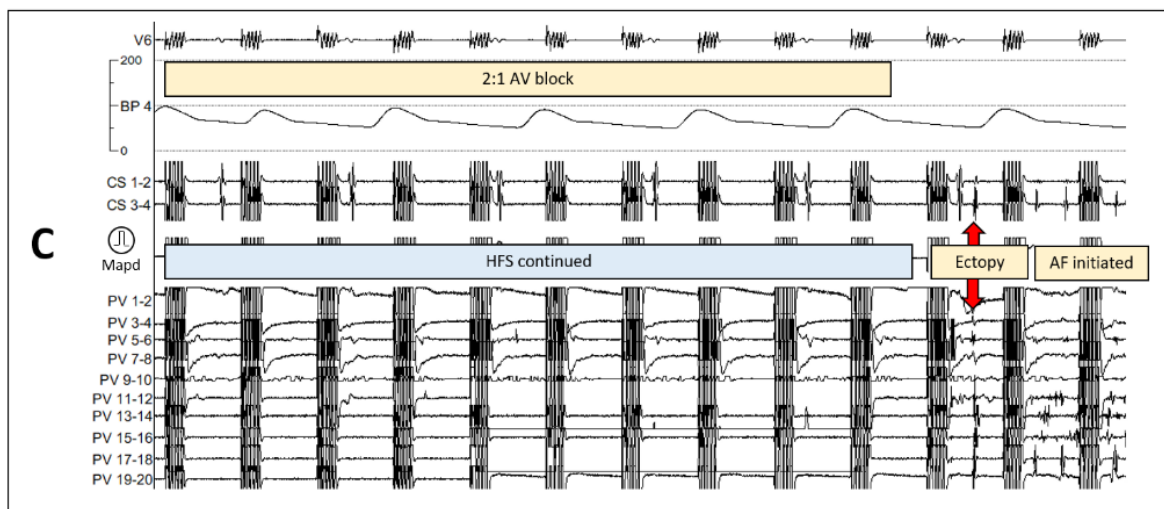 V6
200
2:1 AV block
BP 4
0
CS 1-2
CS 3-4
C
Mapd
HFS continued
Ectopy
AF initiated
PV 1-2
PV 3-4
PV 5-6
PV 7-8
PV 9-10
PV 11-12
PV 13-14
PV 15-16
PV 17-18
PV 19-20